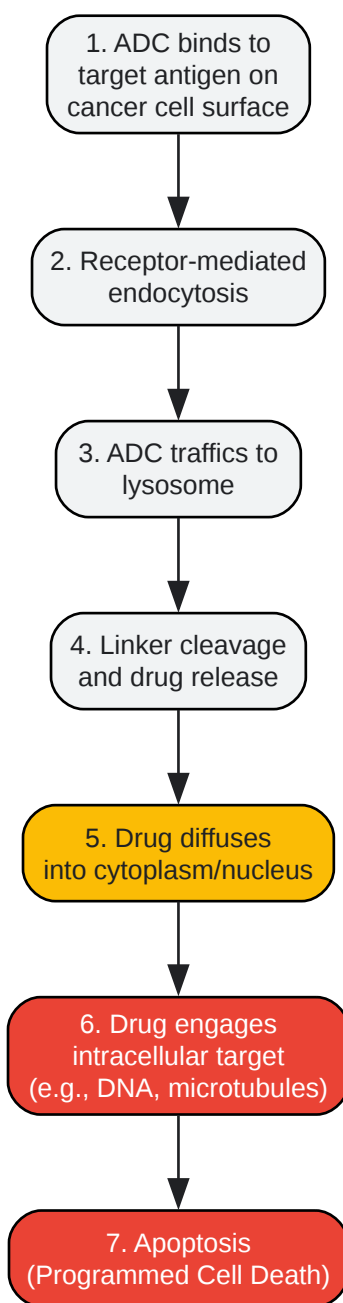 1. ADC binds to
target antigen on
cancer cell surface
2. Receptor-mediated
endocytosis
3. ADC traffics to
lysosome
4. Linker cleavage
and drug release
5. Drug diffuses
into cytoplasm/nucleus
6. Drug engages
intracellular target
(e.g., DNA, microtubules)
7. Apoptosis
(Programmed Cell Death)